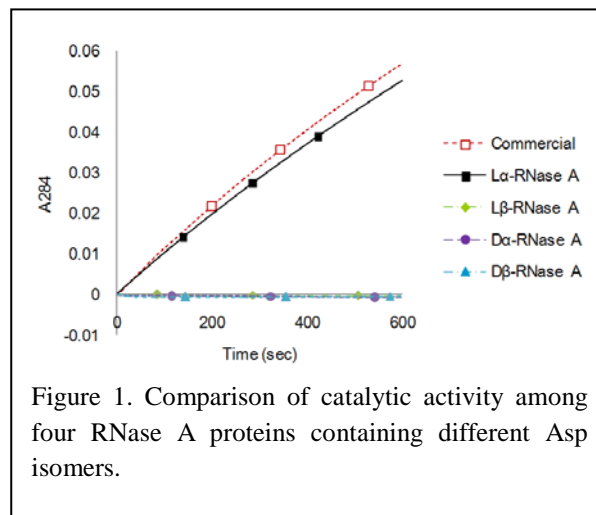 0.06
0.05
0.04
0.03
0.02
0.01
0
-0.01
A284
0 200 400 600
Time (sec)
Commercial
Lα-RNase A
Lβ-RNase A
Dα-RNase A
Dβ-RNase A
Figure 1. Comparison of catalytic activity among
four RNase A proteins containing different Asp
isomers.